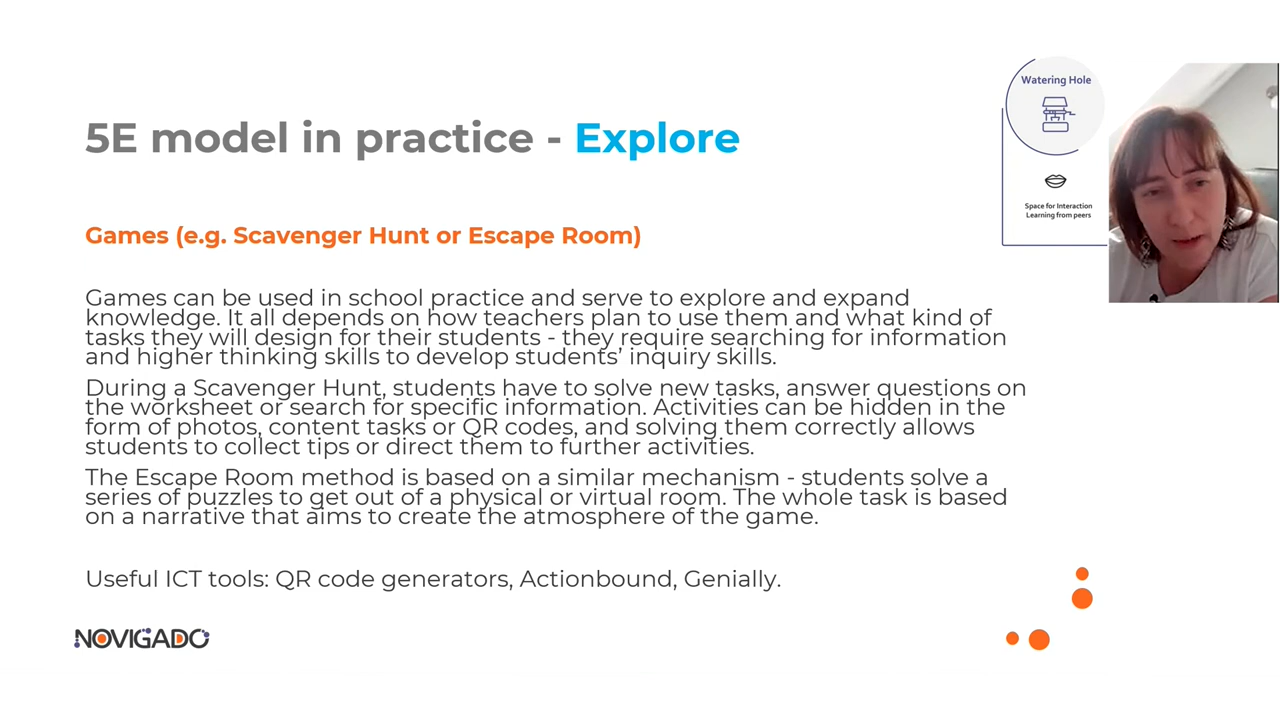 5E model in practice - Explore
Watering Hole
Space for Interaction
Learning from peers
Games (e.g. Scavenger Hunt or Escape Room)
Games can be used in school practice and serve to explore and expand
knowledge. It all depends on how teachers plan to use them and what kind of
tasks they will design for their students - they require searching for information
and higher thinking skills to develop students’ inquiry skills.
During a Scavenger Hunt, students have to solve new tasks, answer questions on
the worksheet or search for specific information. Activities can be hidden in the
form of photos, content tasks or QR codes, and solving them correctly allows
students to collect tips or direct them to further activities.
The Escape Room method is based on a similar mechanism - students solve a
series of puzzles to get out of a physical or virtual room. The whole task is based
on a narrative that aims to create the atmosphere of the game.
Useful ICT tools: QR code generators, Actionbound, Genially.
NOVIGADO